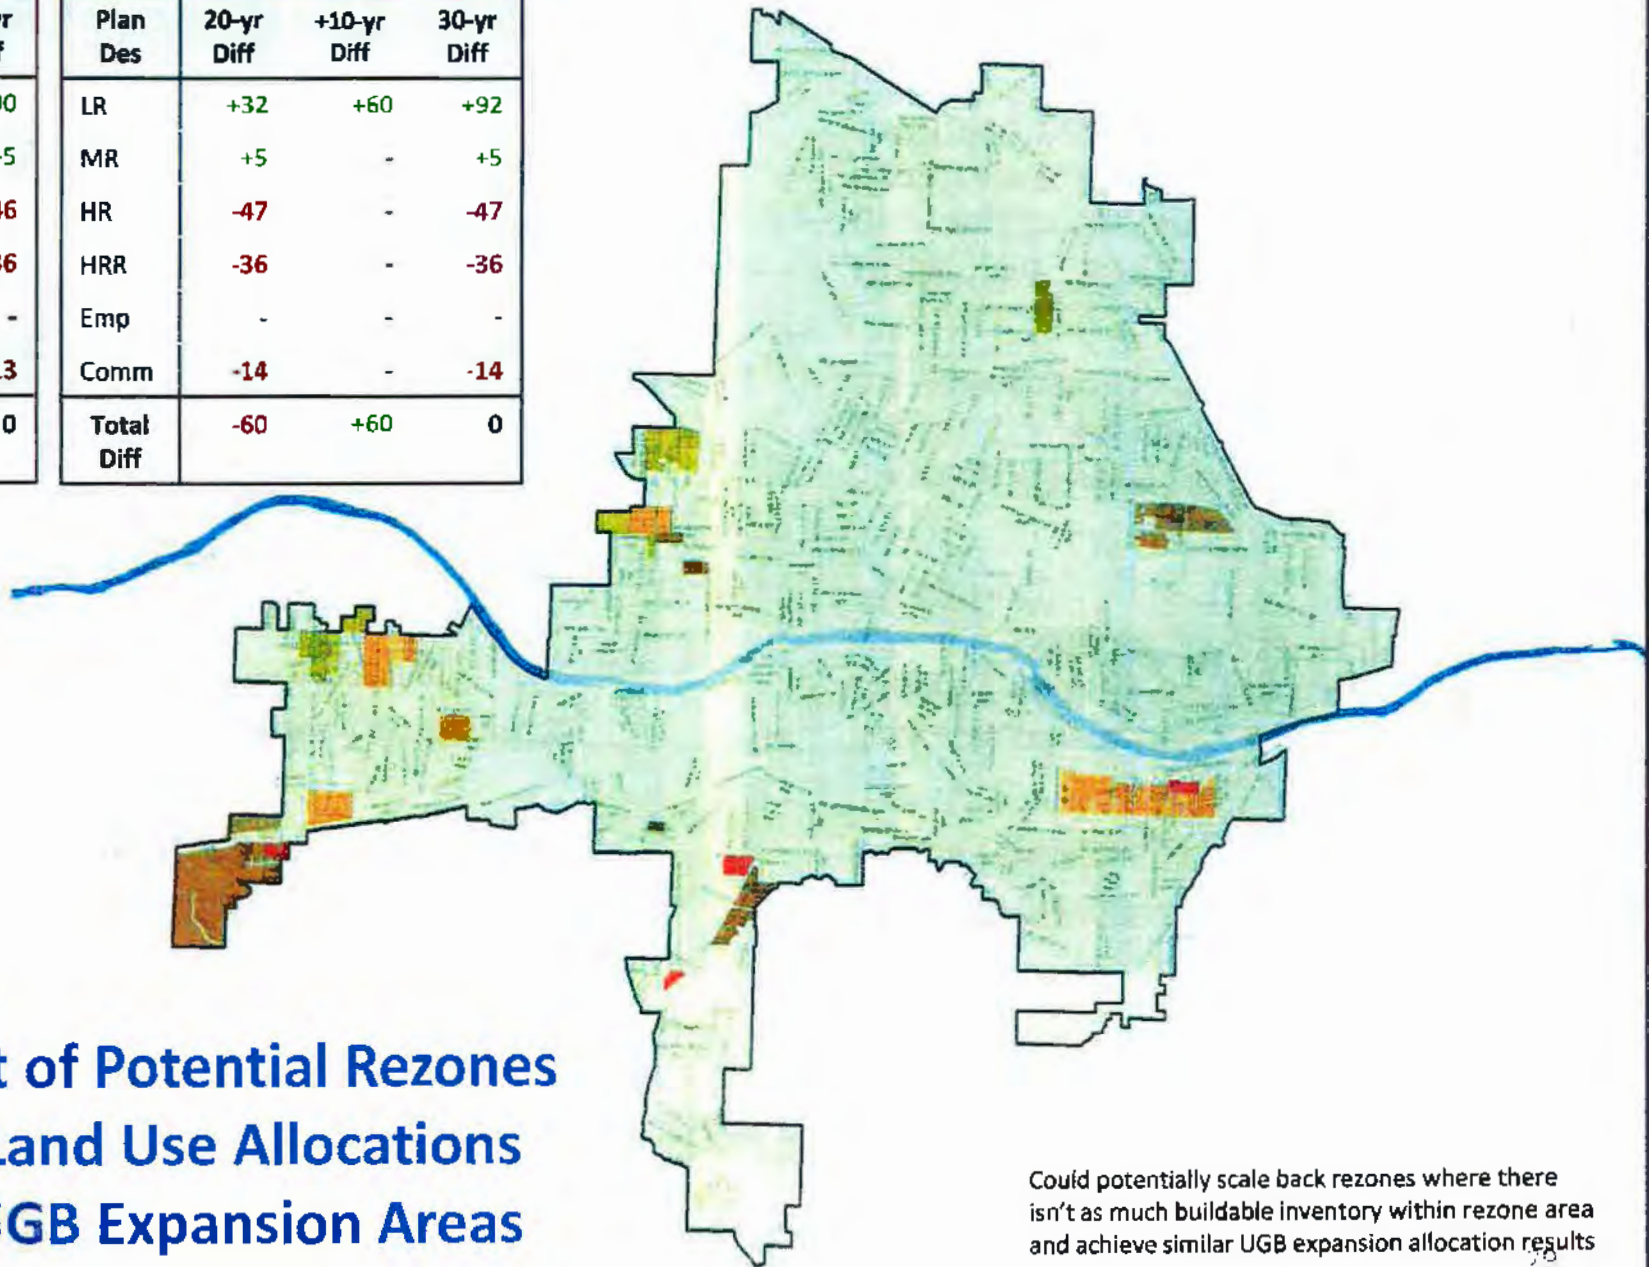 Plan Des 20-yr Diff +10-yr Diff 30-yr Diff
LR +32 +60 +92
MR +5 - +5
HR -47 - -47
HRR -36 - -36
Emp - - -
Comm -14 - -14
Total Diff -60 +60 0
of Potential Rezones
Land Use Allocations
GB Expansion Areas
Could potentially scale back rezones where there
isn't as much buildable inventory within rezone area
and achieve similar UGB expansion allocation results